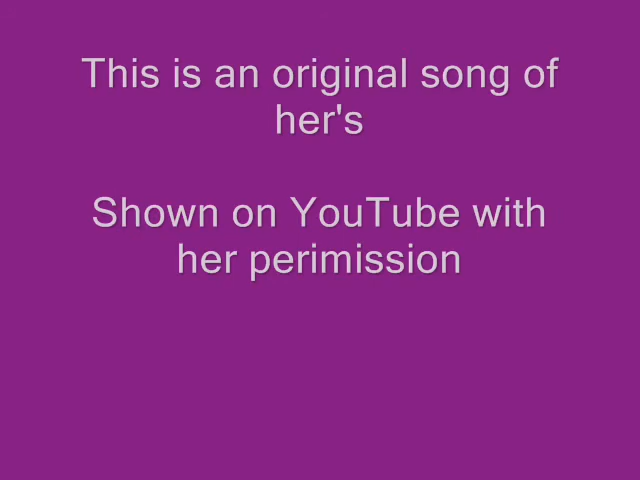 This is an original song of
her's
Shown on YouTube with
her perimission